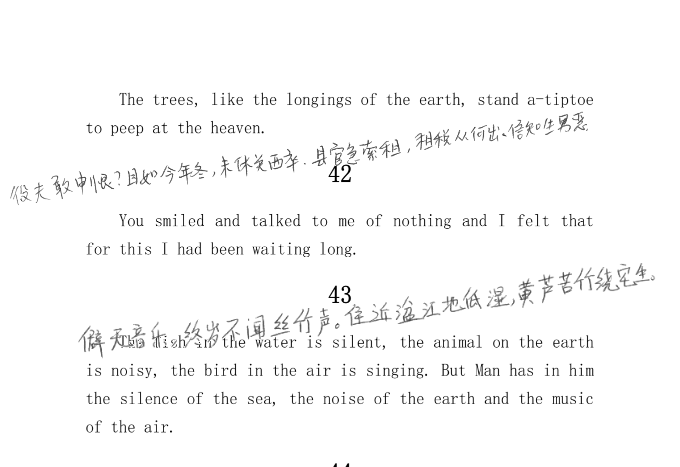 The trees, like the longings of the earth, stand a-tiptoe
to peep at the heaven.
役夫敢申恨？且如今年冬，未休关西卒．县官急索租，租税从何出。信知生男恶
42
You smiled and talked to me of nothing and I felt that
for this I had been waiting long.
43
僻无音乐，终岁不闻丝竹声。住近湓江地低湿，黄芦苦竹绕宅生。
fish in the water is silent, the animal on the earth
is noisy, the bird in the air is singing. But Man has in him
the silence of the sea, the noise of the earth and the music
of the air.